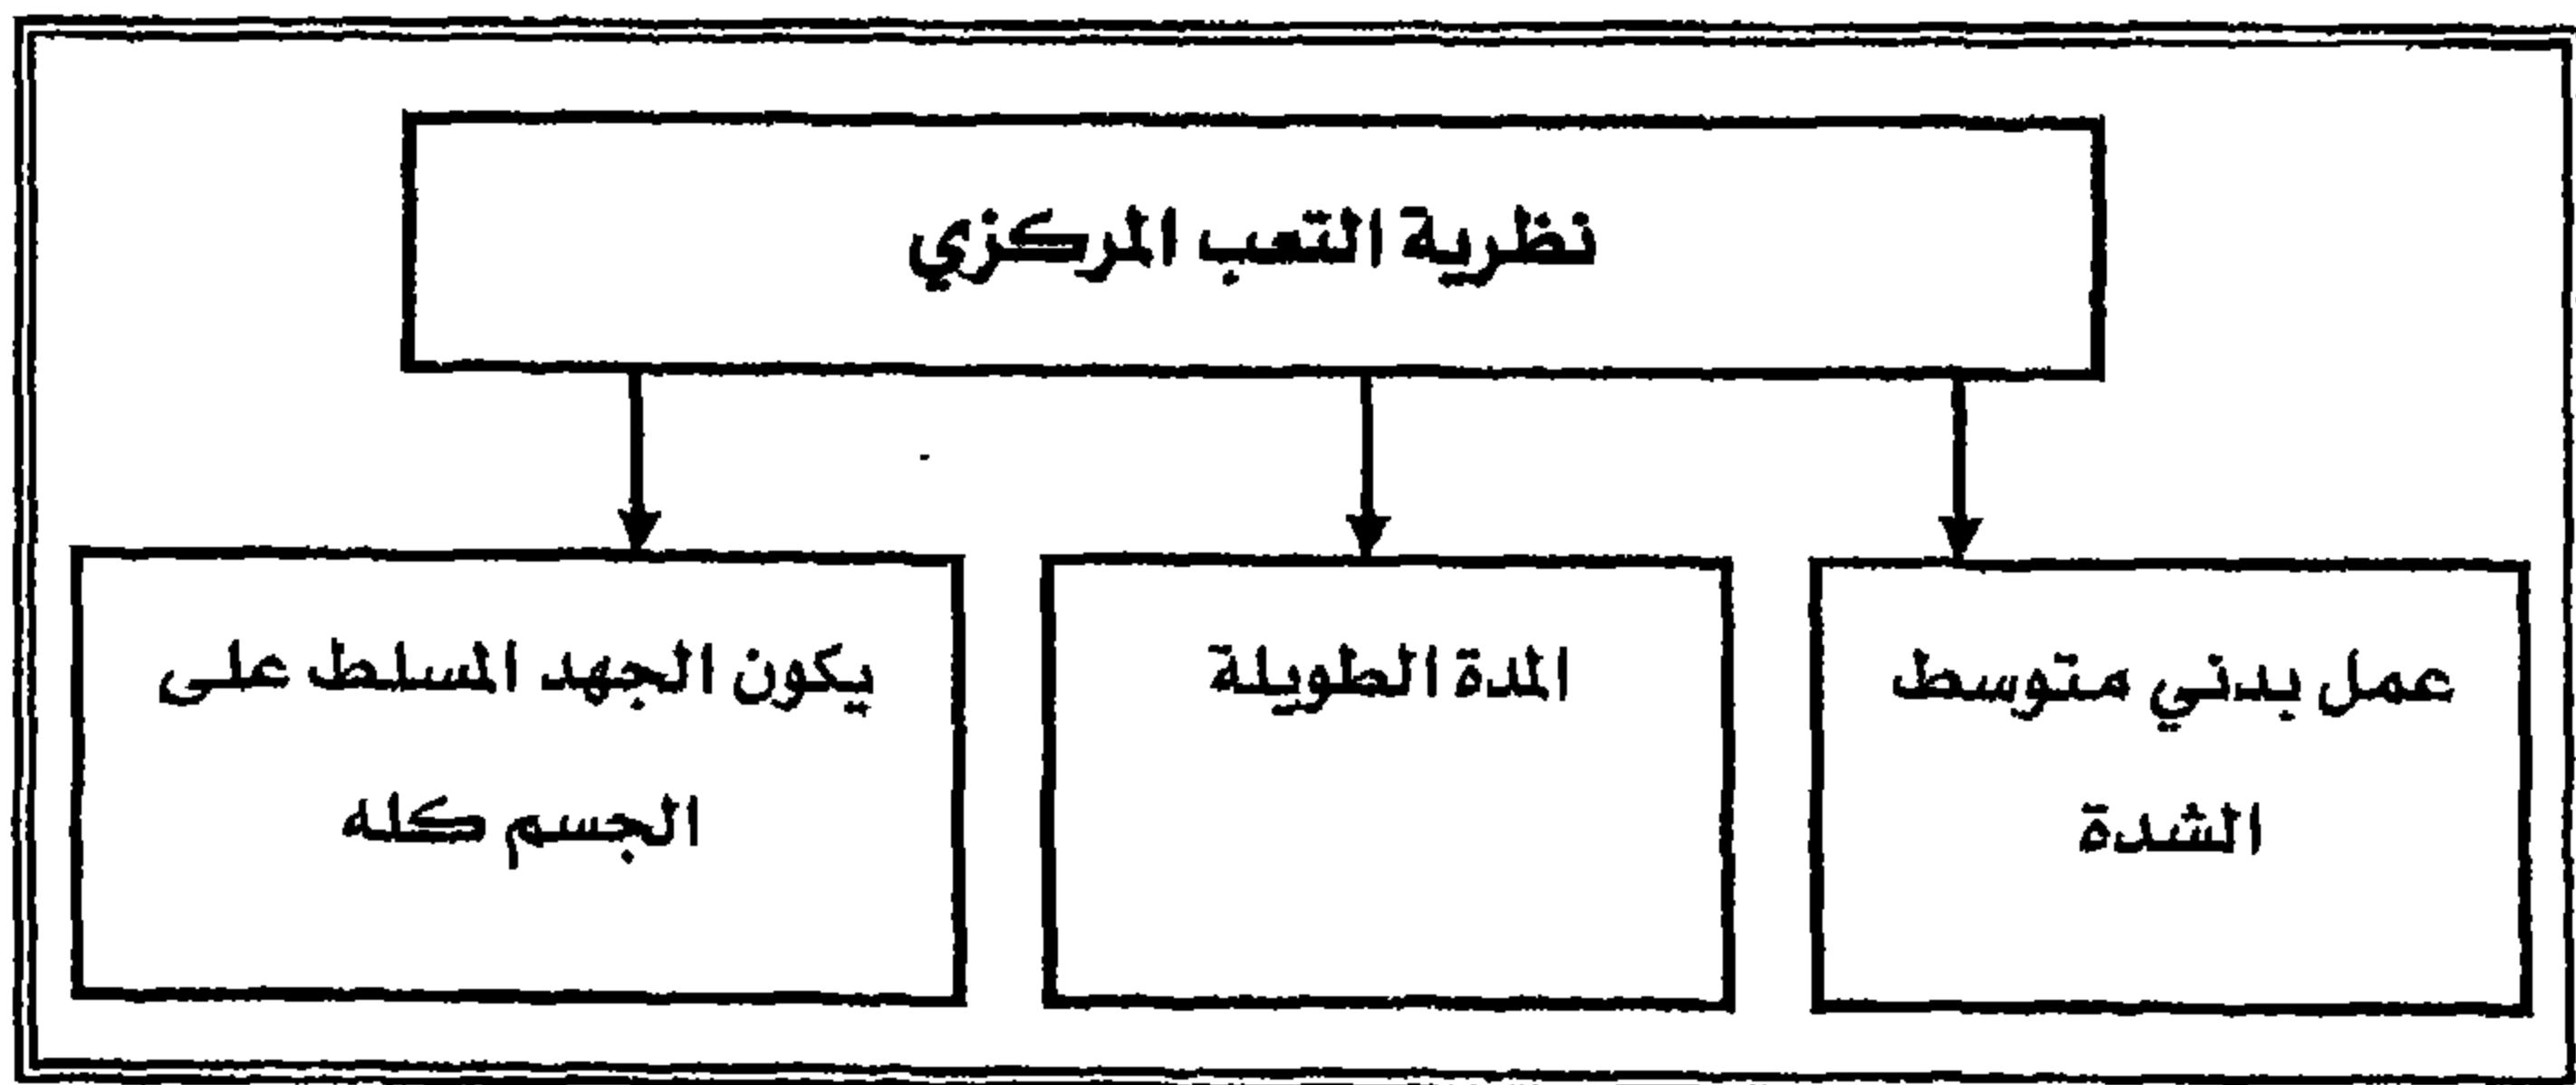 نظرية التعب المركزي
عمل بدني متوسط
الشدة
المدة الطويلة
يكون الجهد المسلط على
الجسم كله